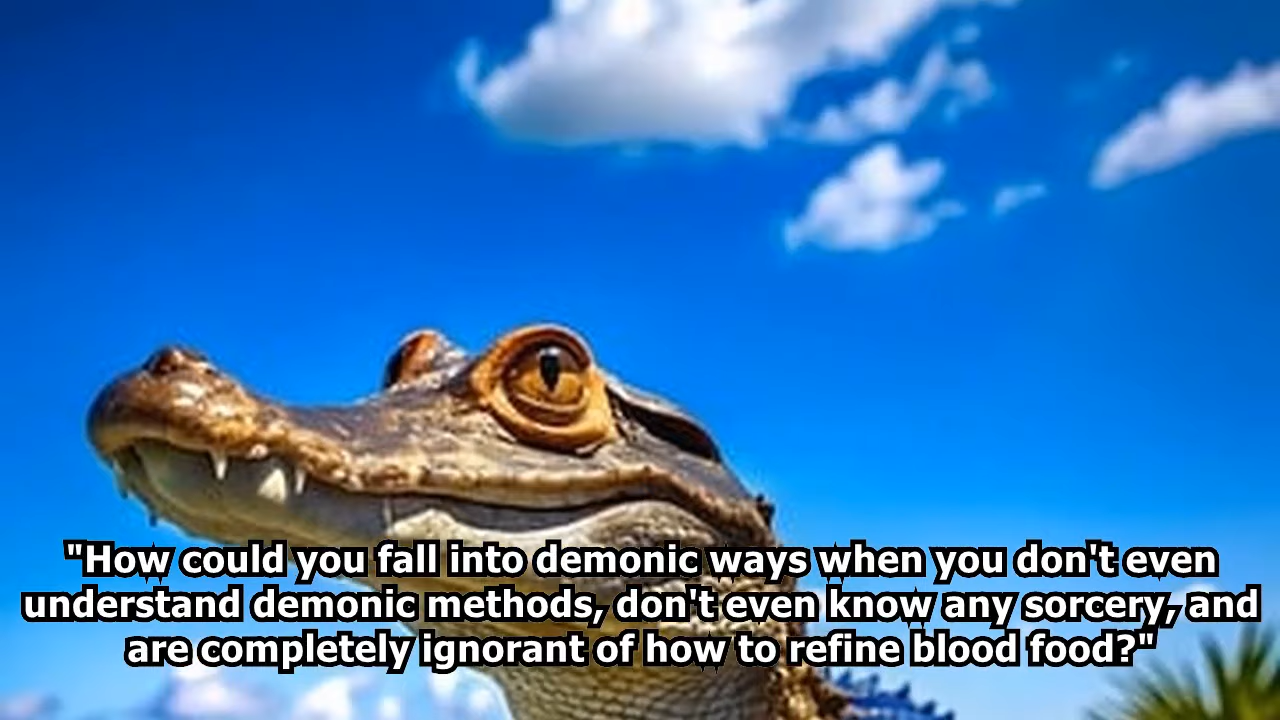 "How could you fall into demonic ways when you don't even
understand demonic methods, don't even know any sorcery, and
are completely ignorant of how to refine blood food?"